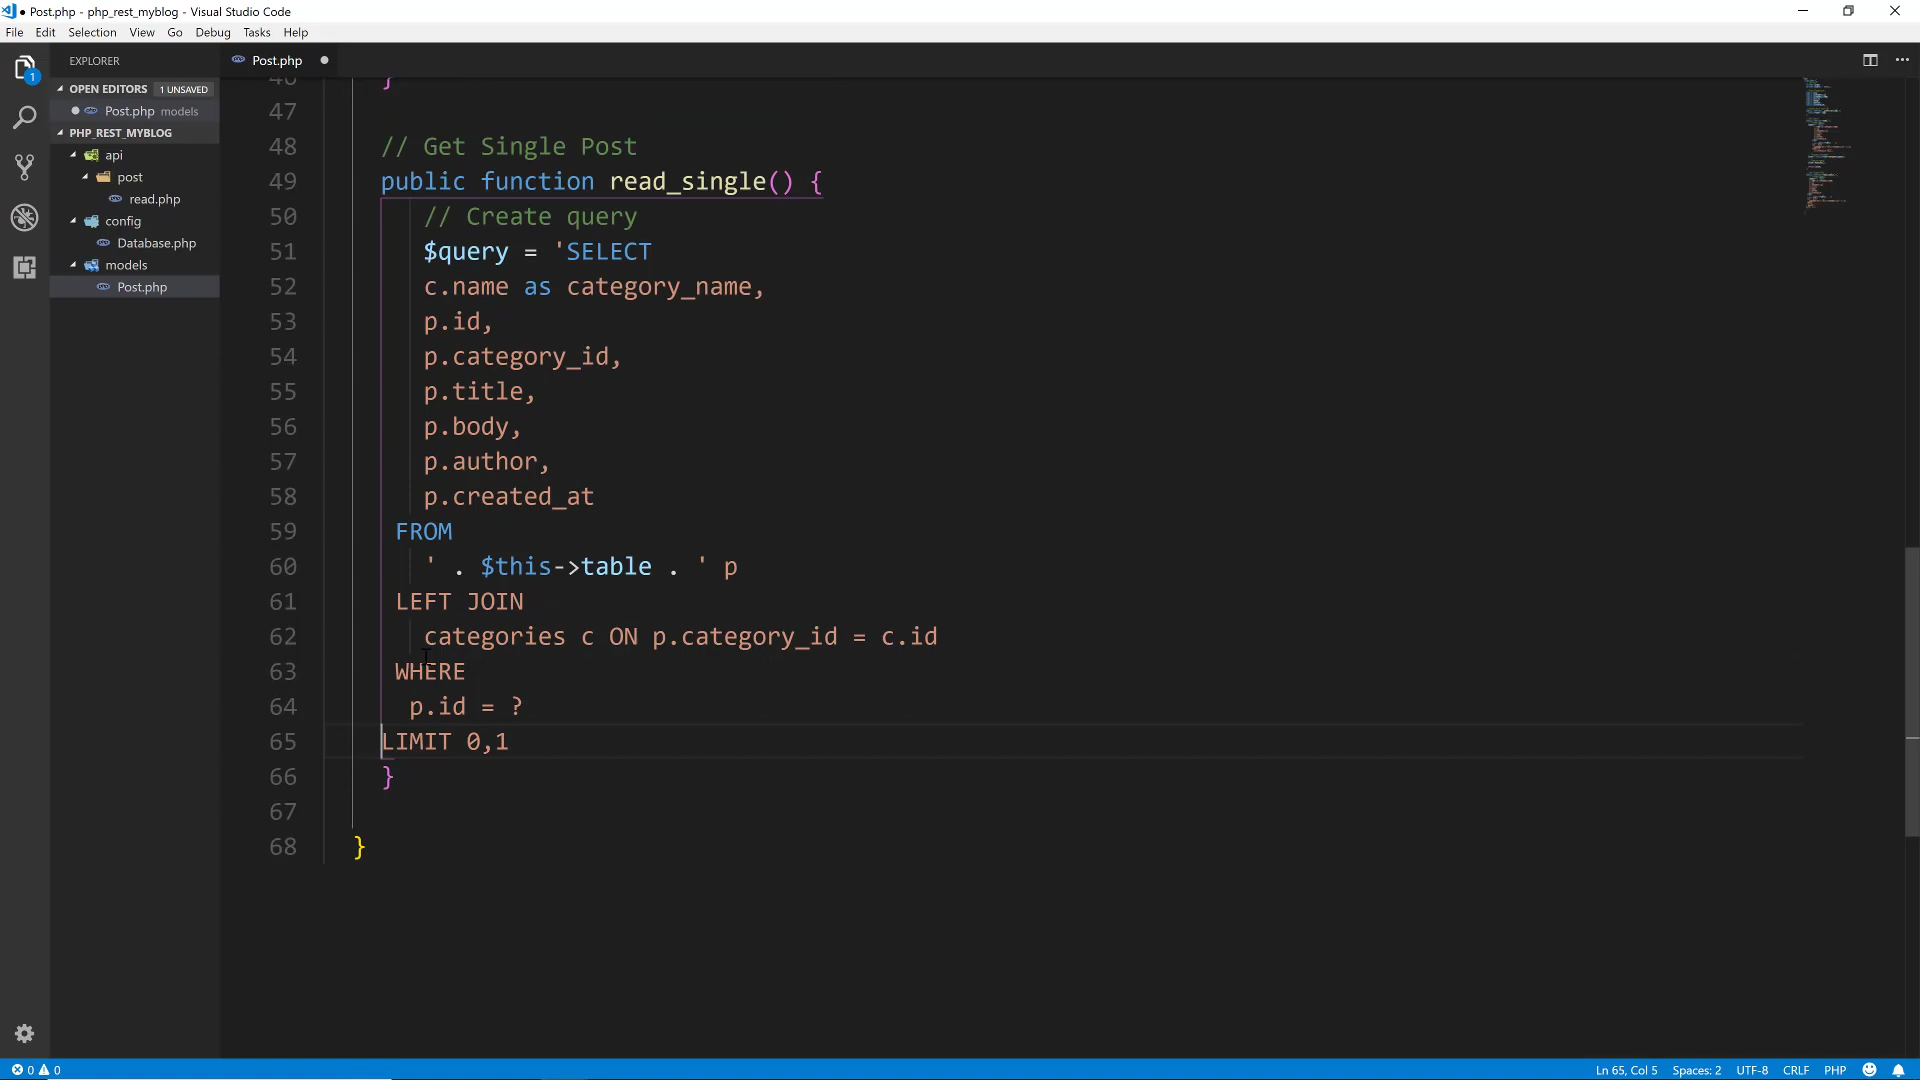 ● Post.php - php_rest_myblog - Visual Studio Code
File Edit Selection View Go Debug Tasks Help
EXPLORER
OPEN EDITORS 1 UNSAVED
Post.php models
PHP_REST_MYBLOG
api
post
read.php
config
Database.php
models
Post.php
1
Post.php
46 }
47
48 // Get Single Post
49 public function read_single() {
50 // Create query
51 $query = 'SELECT
52 c.name as category_name,
53 p.id,
54 p.category_id,
55 p.title,
56 p.body,
57 p.author,
58 p.created_at
59 FROM
60 ' . $this->table . ' p
61 LEFT JOIN
62 categories c ON p.category_id = c.id
63 WHERE
64 p.id = ?
65 LIMIT 0,1
66 }
67
68 }
0 0 Ln 65, Col 5 Spaces: 2 UTF-8 CRLF PHP